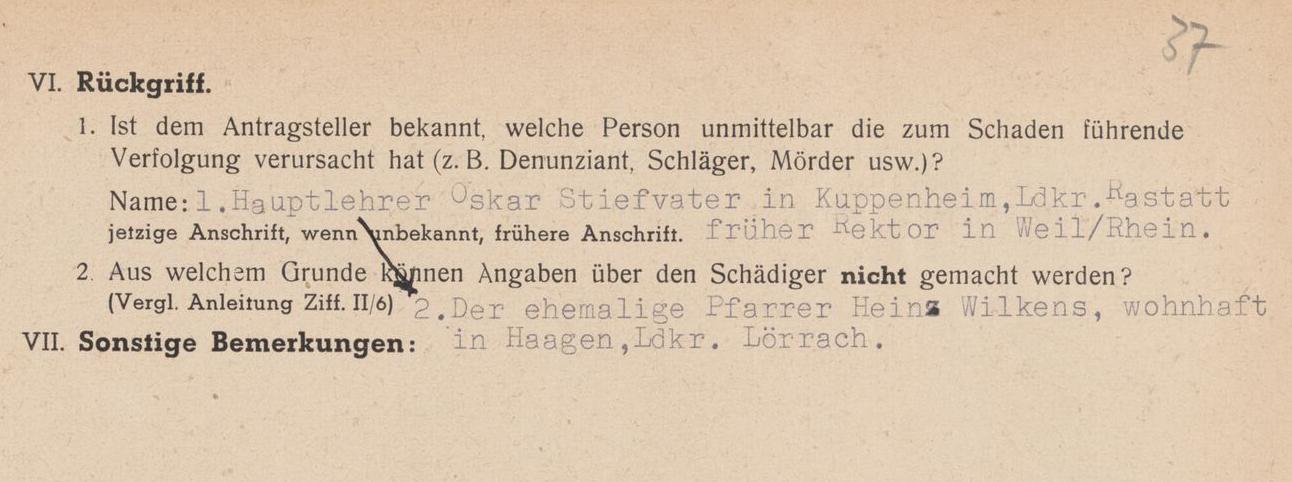 37
VI. Rückgriff.
1. Ist dem Antragsteller bekannt, welche Person unmittelbar die zum Schaden führende
Verfolgung verursacht hat (z. B. Denunziant, Schläger, Mörder usw.)?
Name: 1.Hauptlehrer Oskar Stiefvater in Kuppenheim,Ldkr.Rastatt
jetzige Anschrift, wenn unbekannt, frühere Anschrift. früher Rektor in Weil/Rhein.
2. Aus welchem Grunde können Angaben über den Schädiger nicht gemacht werden?
(Vergl. Anleitung Ziff. II/6) 2.Der ehemalige Pfarrer Heinz Wilkens, wohnhaft
VII. Sonstige Bemerkungen: in Haagen,Ldkr. Lörrach.